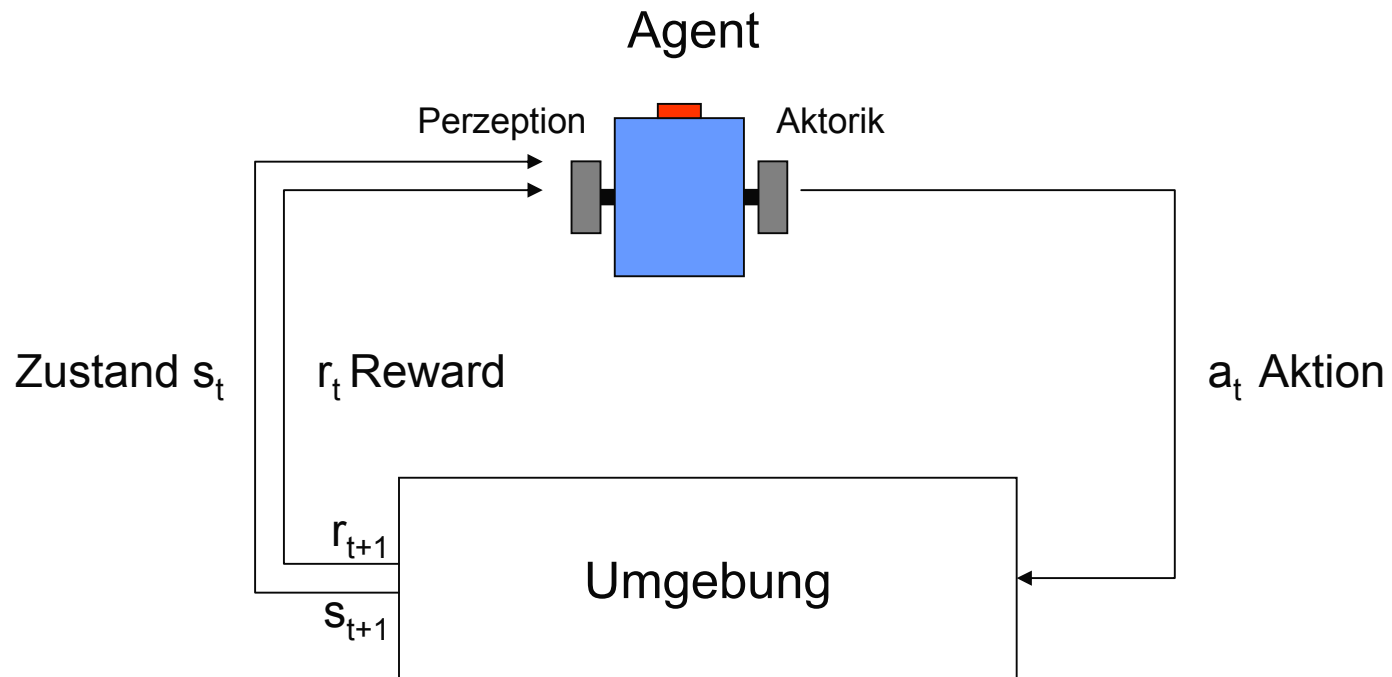 Agent
Perzeption
Aktorik
Zustand sₜ
rₜ Reward
aₜ Aktion
rₜ₊₁
Umgebung
sₜ₊₁